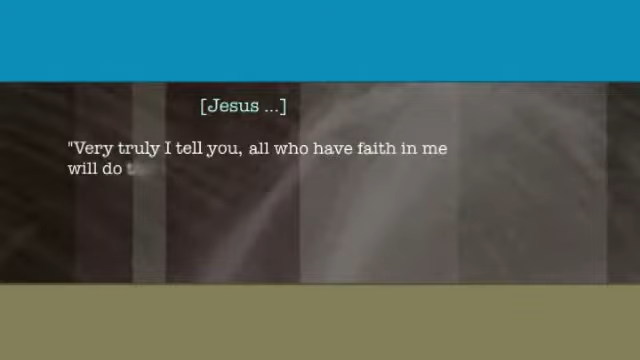 [Jesus ...]
"Very truly I tell you, all who have faith in me
will do